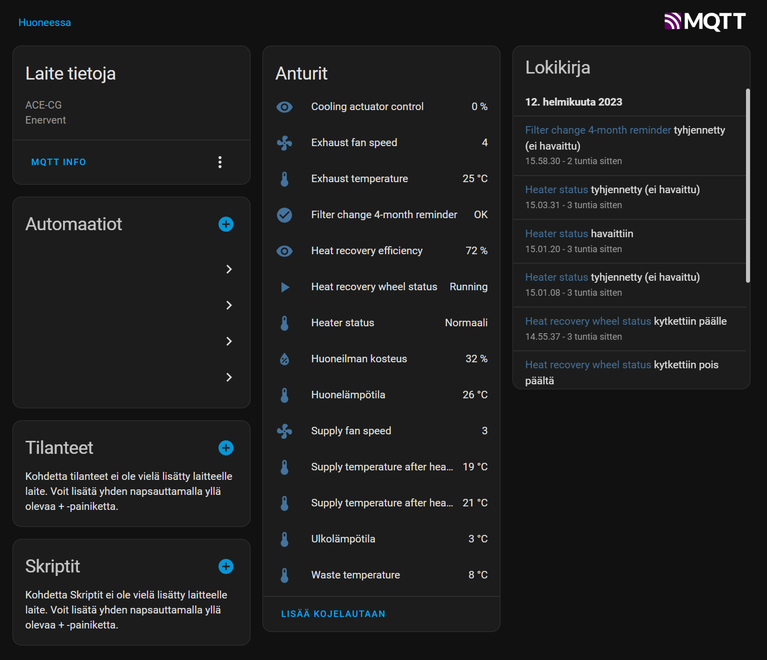 Huoneessa
MQTT
Laite tietoja
ACE-CG
Enervent
MQTT INFO
Automaatiot
Tilanteet
Kohdetta tilanteet ei ole vielä lisätty laitteelle
laite. Voit lisätä yhden napsauttamalla yllä
olevaa + -painiketta.
Skriptit
Kohdetta Skriptit ei ole vielä lisätty laitteelle
laite. Voit lisätä yhden napsauttamalla yllä
olevaa + -painiketta.
Anturit
Cooling actuator control 0 %
Exhaust fan speed 4
Exhaust temperature 25 °C
Filter change 4-month reminder OK
Heat recovery efficiency 72 %
Heat recovery wheel status Running
Heater status Normaali
Huoneilman kosteus 32 %
Huonelämpötila 26 °C
Supply fan speed 3
Supply temperature after hea... 19 °C
Supply temperature after hea... 21 °C
Ulkolämpötila 3 °C
Waste temperature 8 °C
LISÄÄ KOJELAUTAAN
Lokikirja
12. helmikuuta 2023
Filter change 4-month reminder tyhjennetty
(ei havaittu)
15.58.30 - 2 tuntia sitten
Heater status tyhjennetty (ei havaittu)
15.03.31 - 3 tuntia sitten
Heater status havaittiin
15.01.20 - 3 tuntia sitten
Heater status tyhjennetty (ei havaittu)
15.01.08 - 3 tuntia sitten
Heat recovery wheel status kytkettiin päälle
14.55.37 - 3 tuntia sitten
Heat recovery wheel status kytkettiin pois
päältä